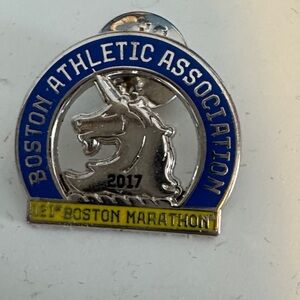 BOSTON ATHLETIC ASSOCIATION
2017
121ST BOSTON MARATHON